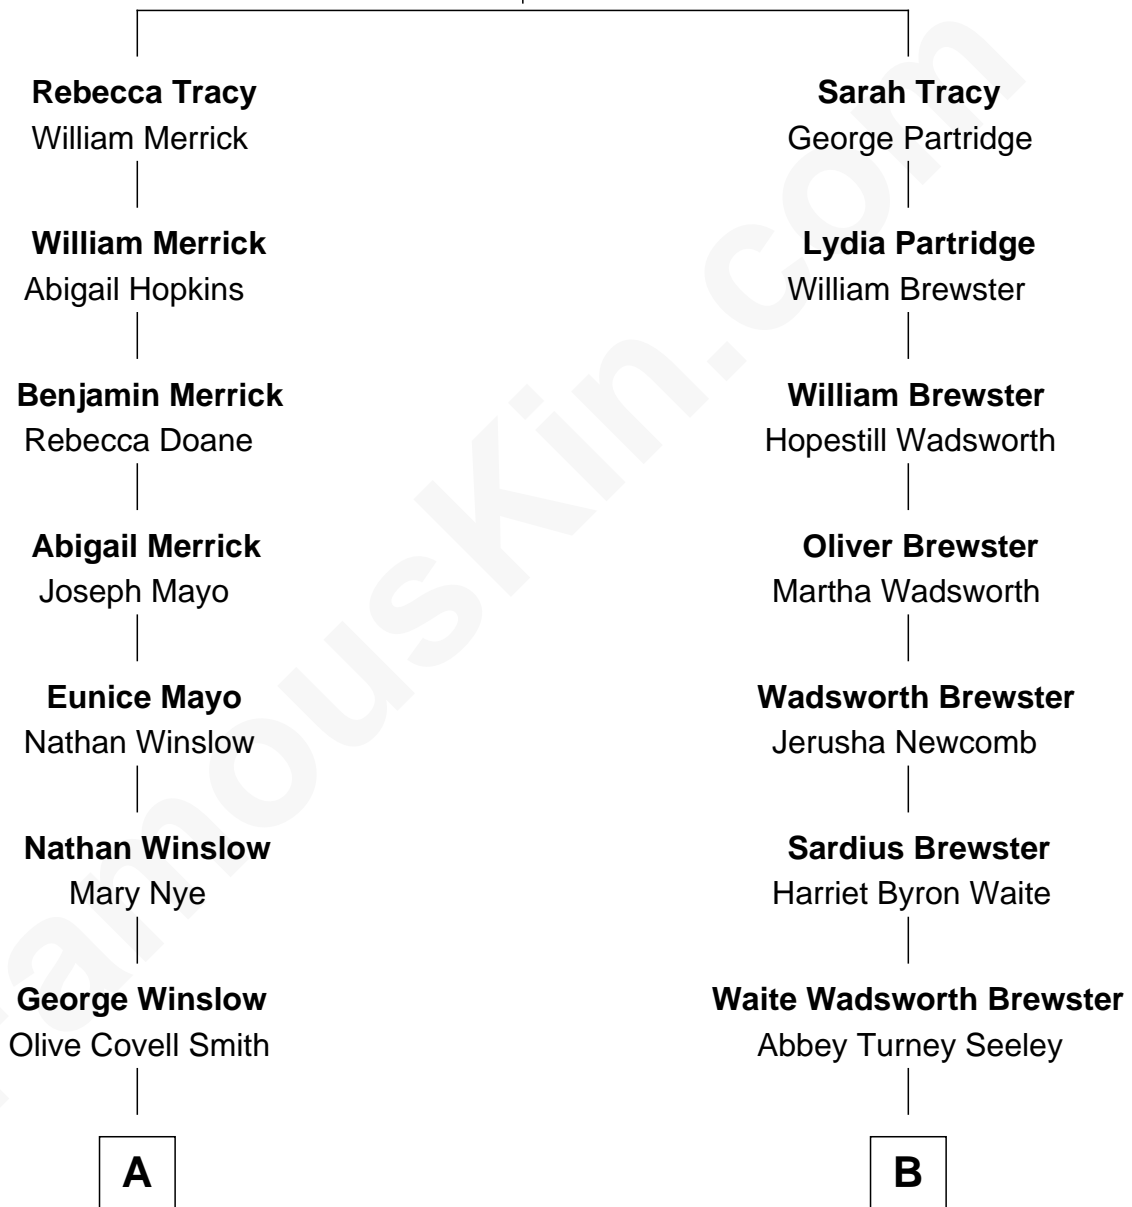 Rebecca Tracy
William Merrick
William Merrick
Abigail Hopkins
Benjamin Merrick
Rebecca Doane
Abigail Merrick
Joseph Mayo
Eunice Mayo
Nathan Winslow
Nathan Winslow
Mary Nye
George Winslow
Olive Covell Smith
A
Sarah Tracy
George Partridge
Lydia Partridge
William Brewster
William Brewster
Hopestill Wadsworth
Oliver Brewster
Martha Wadsworth
Wadsworth Brewster
Jerusha Newcomb
Sardius Brewster
Harriet Byron Waite
Waite Wadsworth Brewster
Abbey Turney Seeley
B
FamousKin.com